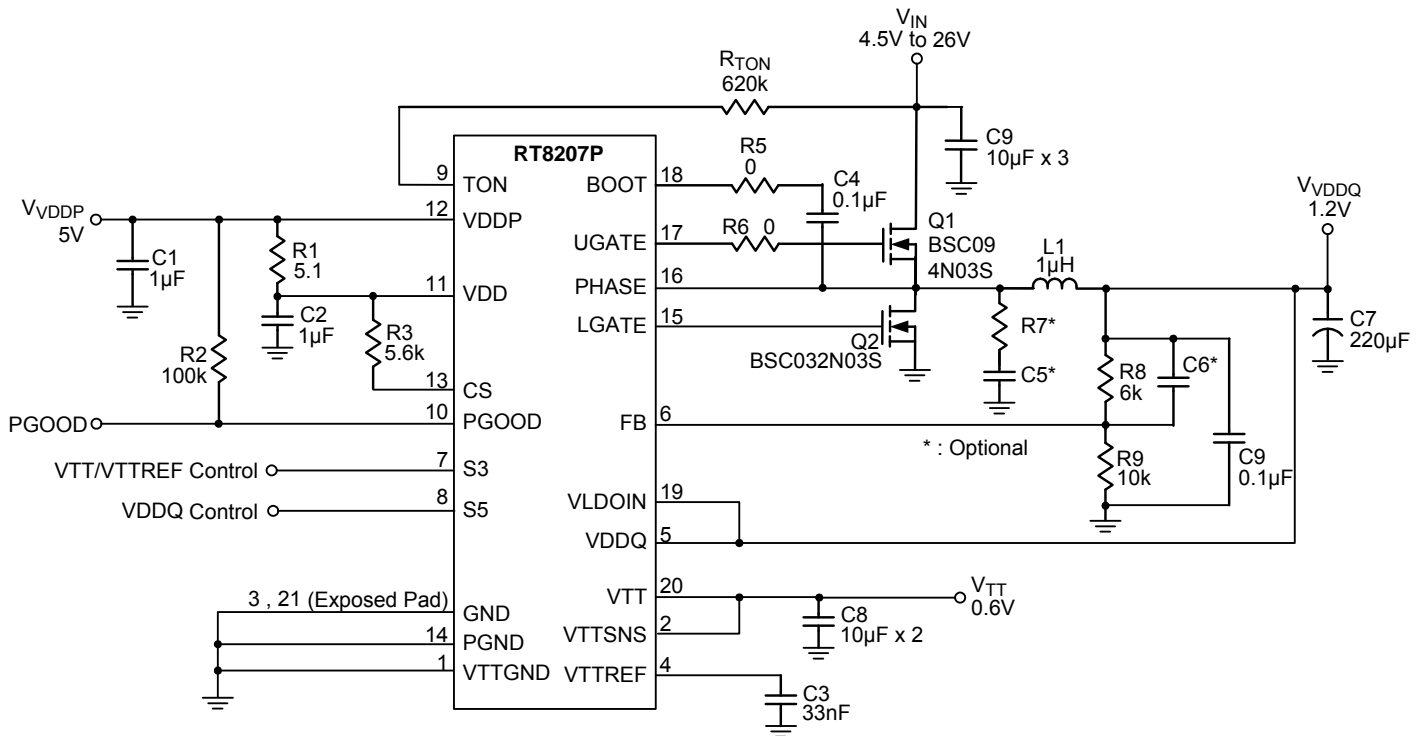 V_IN
4.5V to 26V
R_TON
620k
C9
10µF x 3
RT8207P
R5
0
C4
0.1µF
9
TON
BOOT
18
V_VDDP
5V
12
VDDP
V_VDDQ
1.2V
C1
1µF
R1
5.1
UGATE
17
R6 0
Q1
BSC09
4N03S
L1
1µH
11
VDD
PHASE
16
C2
1µF
R3
5.6k
LGATE
15
Q2
BSC032N03S
R7*
C7
220µF
R2
100k
13
CS
C5*
R8
6k
C6*
PGOOD
10
PGOOD
FB
6
* : Optional
R9
10k
C9
0.1µF
VTT/VTTREF Control
7
S3
VLDOIN
19
VDDQ Control
8
S5
VDDQ
5
3 , 21 (Exposed Pad)
GND
VTT
20
V_TT
0.6V
C8
10µF x 2
14
PGND
VTTSNS
2
1
VTTGND
VTTREF
4
C3
33nF